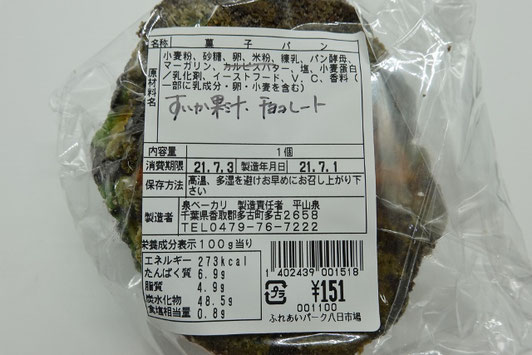 名称 菓子パン
原材料名
小麦粉、砂糖、卵、米粉、練乳、パン酵母、
マーガリン、カルピスバター、塩、小麦蛋白
/乳化剤、イーストフード、V.C、香料(
一部に乳成分・卵・小麦を含む)
すいか果汁、チョコレート
内容量 1個
消費期限 21.7.3 製造年月日 21.7.1
保存方法 高温、多湿を避けお早めにお召し上がり下
さい
製造者 泉ベーカリ 製造責任者 平山泉
千葉県香取郡多古町多古2658
TEL0479-76-7222
栄養成分表示100g当り
エネルギー 273kcal
たんぱく質 6.9g
脂質 4.9g
炭水化物 48.5g
食塩相当量 0.8g
1402439001518
プラ
¥151
001100
ふれあいパーク八日市場